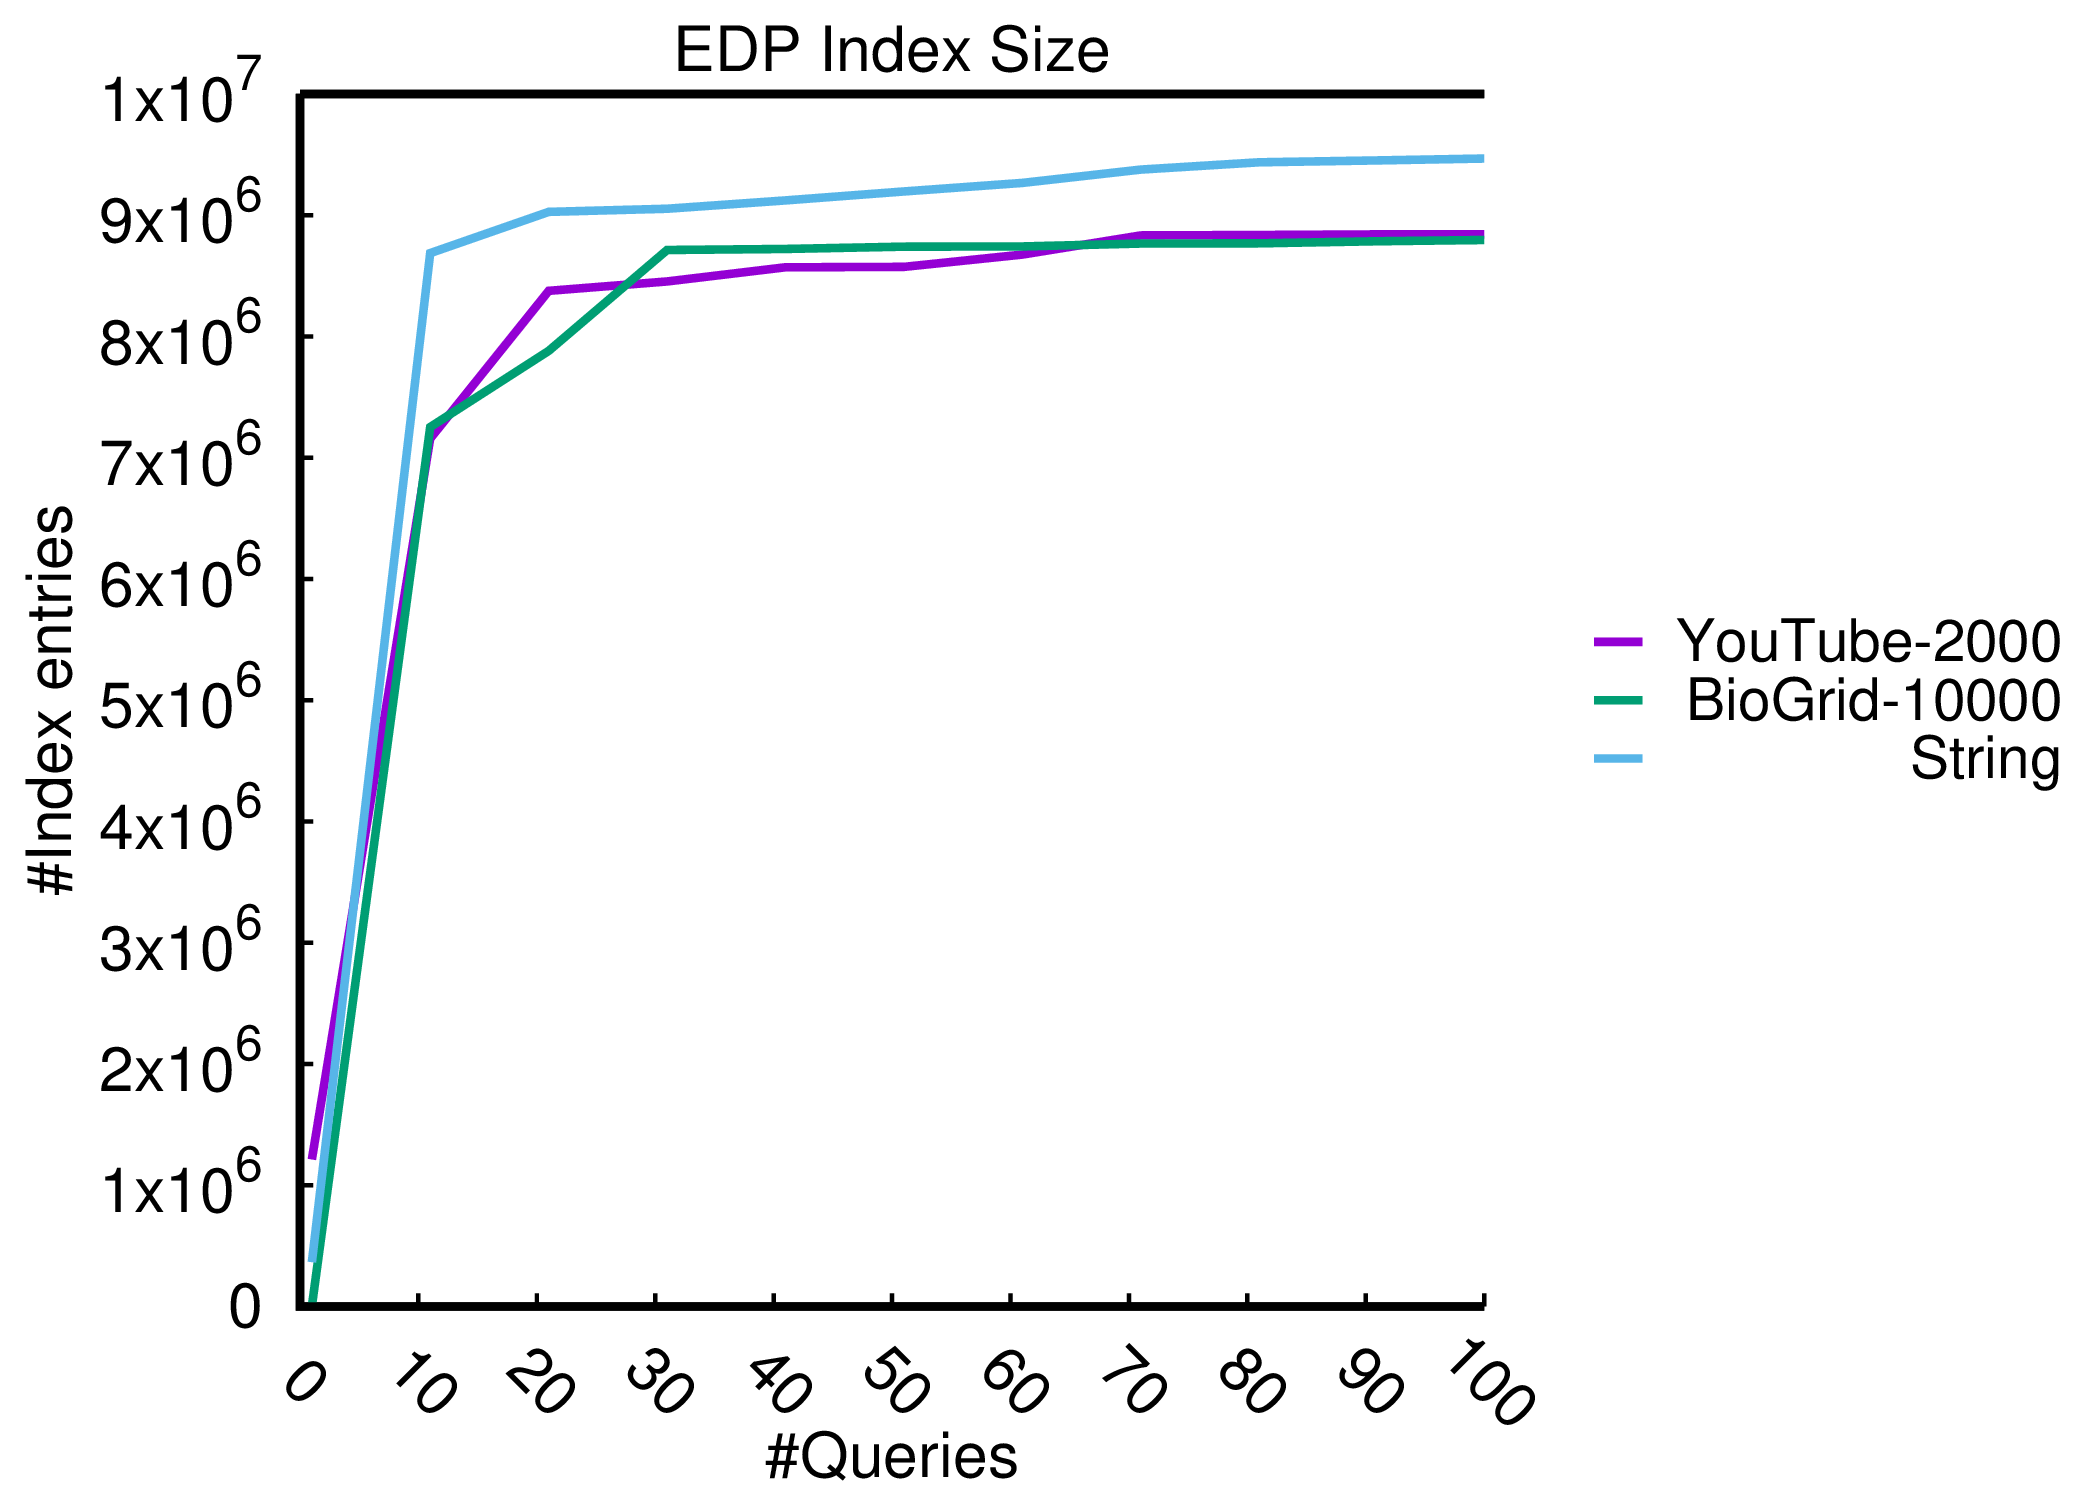 EDP Index Size
1x10^7
9x10^6
8x10^6
7x10^6
6x10^6
5x10^6
4x10^6
3x10^6
2x10^6
1x10^6
0
#Index entries
0 10 20 30 40 50 60 70 80 90 100
#Queries
YouTube-2000
BioGrid-10000
String